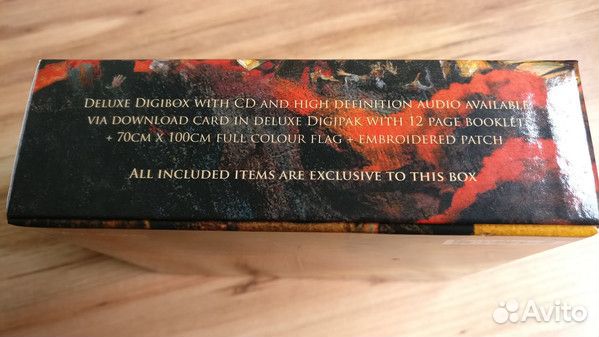 Deluxe Digibox with CD and high definition audio available
via download card in deluxe Digipak with 12 page booklet
+ 70cm x 100cm full colour flag + embroidered patch
All included items are exclusive to this box
Avito